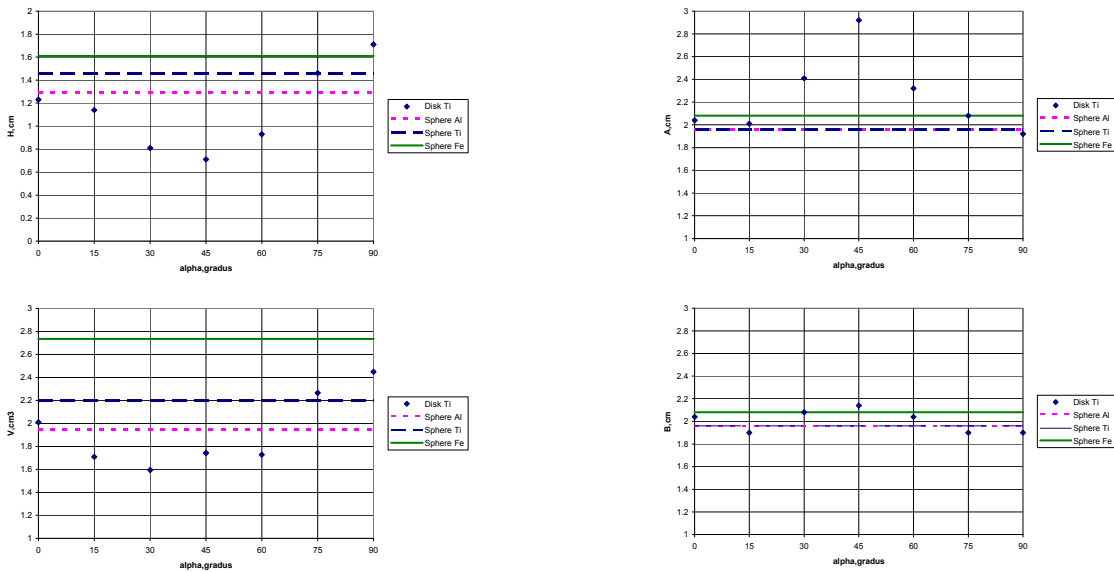 2
1.8
1.6
1.4
1.2
1
0.8
0.6
0.4
0.2
0
H,cm
0 15 30 45 60 75 90
alpha,gradus
Disk Ti
Sphere Al
Sphere Ti
Sphere Fe
3
2.8
2.6
2.4
2.2
2
1.8
1.6
1.4
1.2
1
A,cm
0 15 30 45 60 75 90
alpha,gradus
Disk Ti
Sphere Al
Sphere Ti
Sphere Fe
3
2.8
2.6
2.4
2.2
2
1.8
1.6
1.4
1.2
1
V,cm3
0 15 30 45 60 75 90
alpha,gradus
Disk Ti
Sphere Al
Sphere Ti
Sphere Fe
3
2.8
2.6
2.4
2.2
2
1.8
1.6
1.4
1.2
1
B,cm
0 15 30 45 60 75 90
alpha,gradus
Disk Ti
Sphere Al
Sphere Ti
Sphere Fe